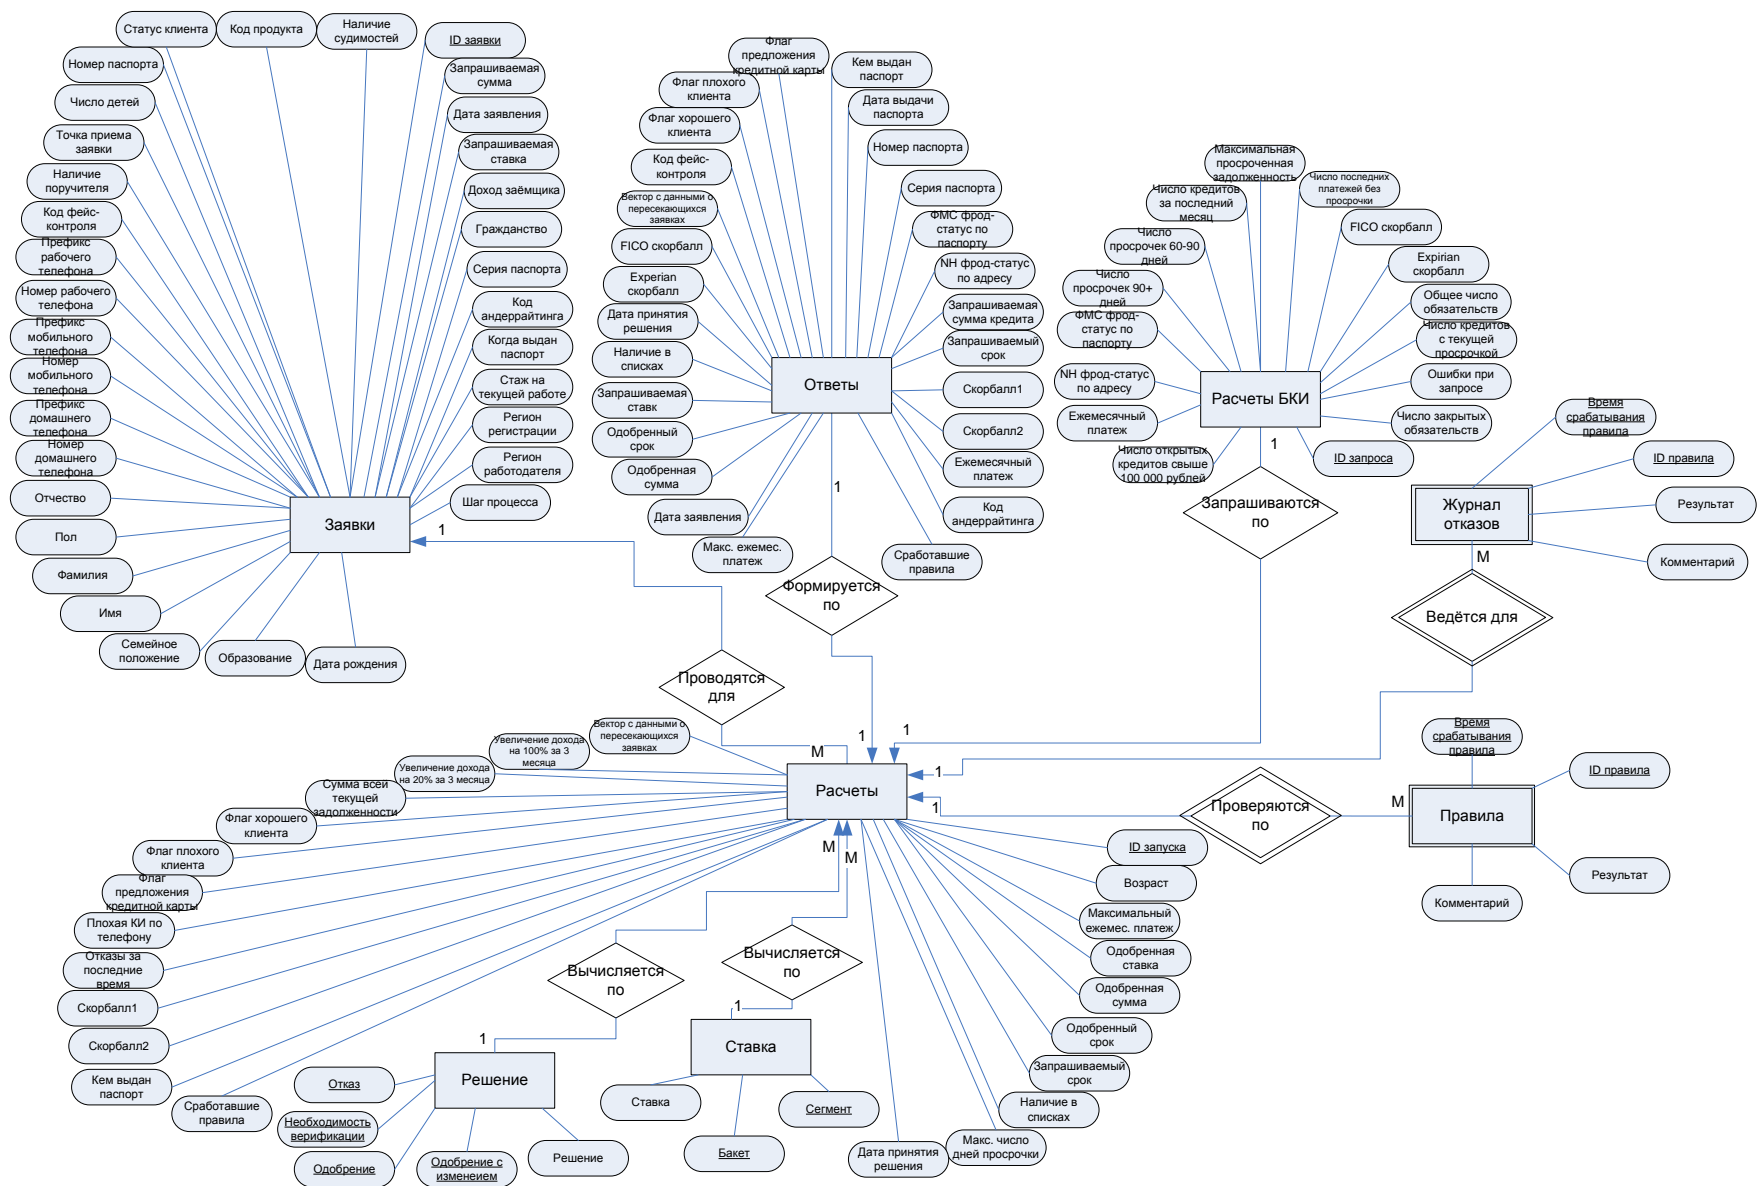 Статус клиента
Код продукта
Наличие
судимостей
ID заявки
Номер паспорта
Запрашиваемая
сумма
Число детей
Дата заявления
Точка приема
заявки
Запрашиваемая
ставка
Наличие
поручителя
Доход заёмщика
Код фейс-
контроля
Гражданство
Префикс
рабочего
телефона
Серия паспорта
Номер рабочего
телефона
Код
андеррайтинга
Префикс
мобильного
телефона
Когда выдан
паспорт
Номер
мобильного
телефона
Стаж на
текущей работе
Префикс
домашнего
телефона
Регион
регистрации
Номер
домашнего
телефона
Регион
работодателя
Отчество
Шаг процесса
Заявки
Пол
Фамилия
Имя
Семейное
положение
Образование
Дата рождения
1
Флаг
предложения
кредитной карты
Кем выдан
паспорт
Флаг плохого
клиента
Дата выдачи
паспорта
Флаг хорошего
клиента
Номер паспорта
Код фейс-
контроля
Серия паспорта
Вектор с данными о
пересекающихся
заявках
ФМС фрод-
статус по
паспорту
FICO скорбалл
NH фрод-статус
по адресу
Experian
скорбалл
Запрашиваемая
сумма кредита
Дата принятия
решения
Запрашиваемый
срок
Наличие в
списках
Ответы
Скорбалл1
Запрашиваемая
ставк
Одобренный
срок
Скорбалл2
Одобренная
сумма
Ежемесячный
платеж
Дата заявления
Код
андеррайтинга
Макс. ежемес.
платеж
Сработавшие
правила
1
Формируется
по
1
Максимальная
просроченная
задолженность
Число последних
платежей без
просрочки
Число кредитов
за последний
месяц
FICO скорбалл
Число
просрочек 60-90
дней
Expirian
скорбалл
Число
просрочек 90+
дней
Общее число
обязательств
ФМС фрод-
статус по
паспорту
Число кредитов
с текущей
просрочкой
NH фрод-статус
по адресу
Расчеты БКИ
Ошибки при
запросе
Ежемесячный
платеж
Число закрытых
обязательств
Число открытых
кредитов свыше
100 000 рублей
ID запроса
1
Запрашиваются
по
1
Время
срабатывания
правила
ID правила
Журнал
отказов
Результат
Комментарий
M
Ведётся для
1
Проводятся
для
M
Вектор с данными о
пересекающихся
заявках
Увеличение дохода
на 100% за 3
месяца
Увеличение дохода
на 20% за 3 месяца
Сумма всей
текущей
задолженности
Расчеты
Флаг хорошего
клиента
Флаг плохого
клиента
Флаг
предложения
кредитной карты
Плохая КИ по
телефону
Отказы за
последние
время
Скорбалл1
Скорбалл2
Кем выдан
паспорт
Сработавшие
правила
ID запуска
Возраст
Максимальный
ежемес. платеж
Одобренная
ставка
Одобренная
сумма
Одобренный
срок
Запрашиваемый
срок
Наличие в
списках
Макс. число
дней просрочки
Дата принятия
решения
1
Проверяются
по
M
Время
срабатывания
правила
ID правила
Правила
Результат
Комментарий
M
M
Вычисляется
по
Вычисляется
по
1
1
Решение
Отказ
Необходимость
верификации
Одобрение
Одобрение с
изменеием
Решение
Ставка
Ставка
Бакет
Сегмент